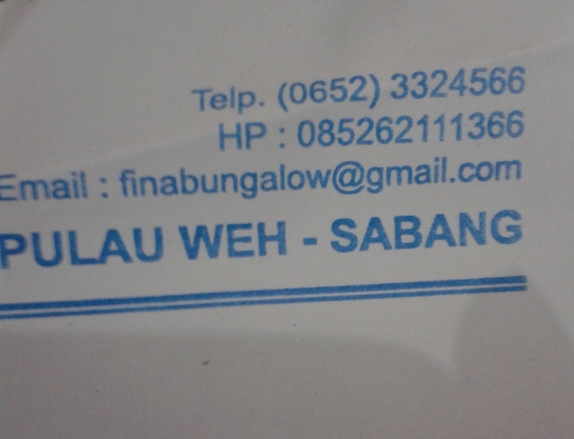 Telp. (0652) 3324566
HP : 085262111366
Email : finabungalow@gmail.com
PULAU WEH - SABANG